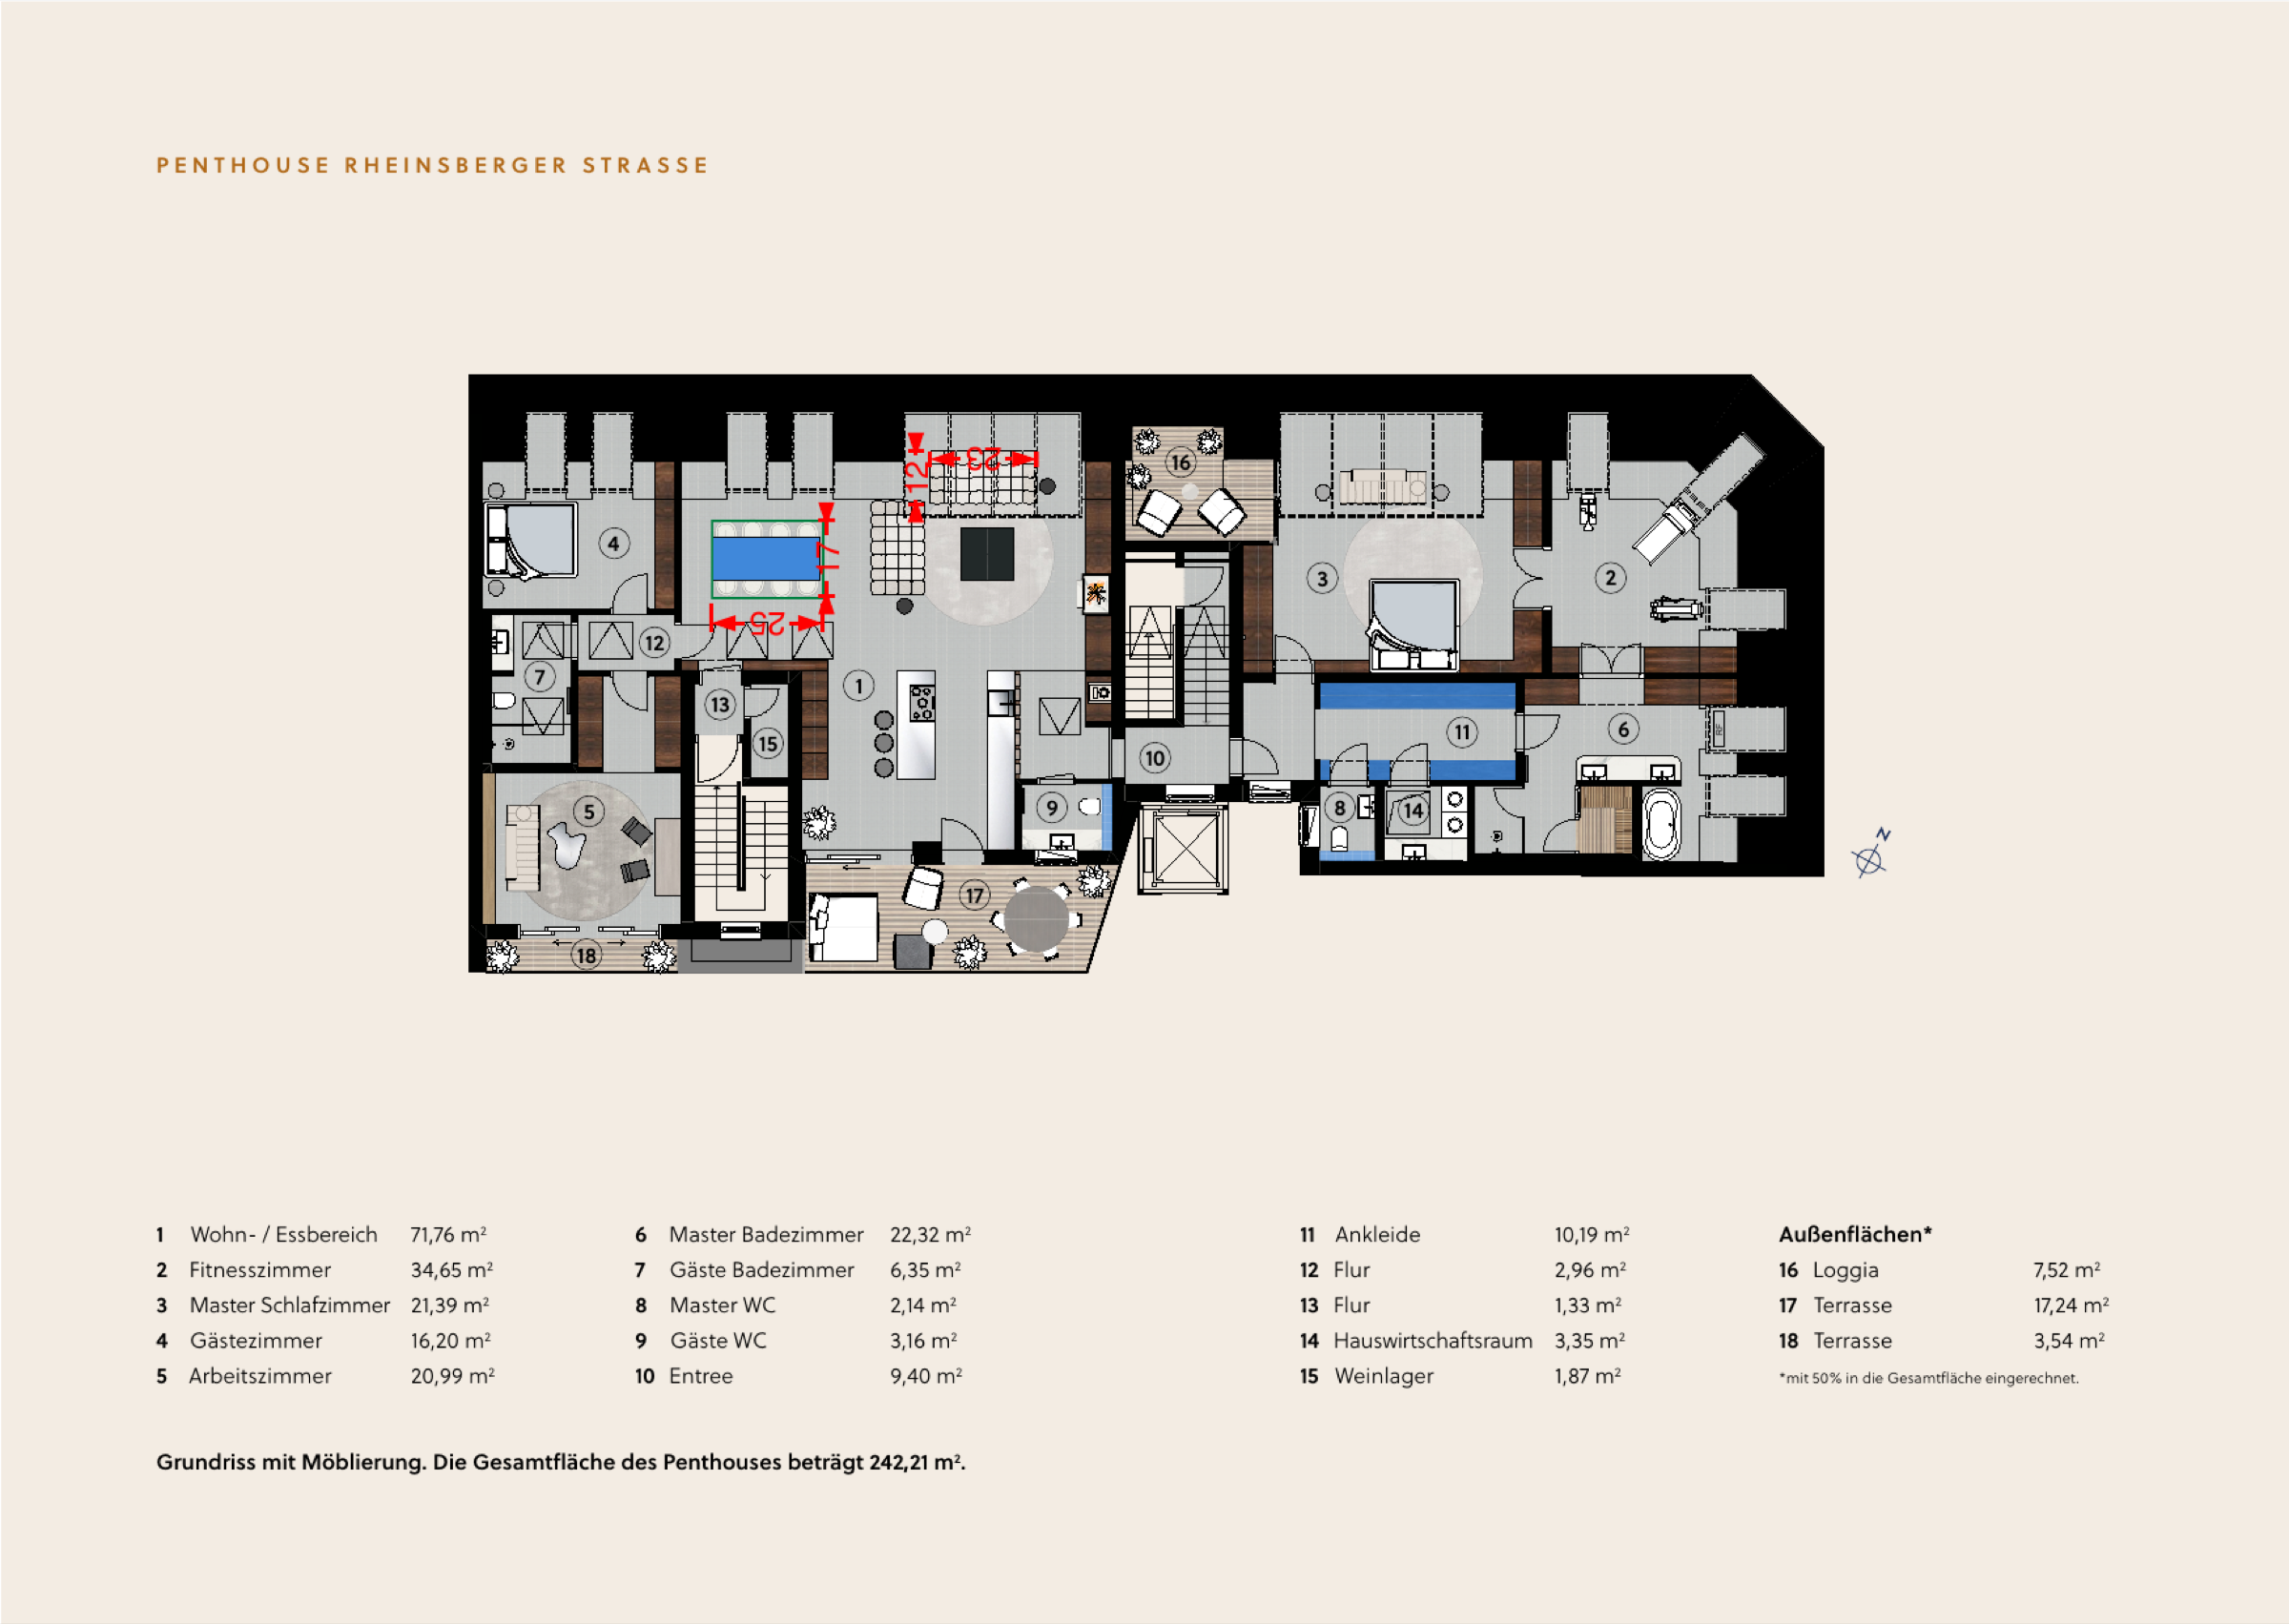 PENTHOUSE RHEINSBERGER STRASSE
12
23
16
17
4
25
3
2
12
7
1
13
15
11
6
10
9
8
14
5
17
18
N
1 Wohn- / Essbereich 71,76 m²
2 Fitnesszimmer 34,65 m²
3 Master Schlafzimmer 21,39 m²
4 Gästezimmer 16,20 m²
5 Arbeitszimmer 20,99 m²
6 Master Badezimmer 22,32 m²
7 Gäste Badezimmer 6,35 m²
8 Master WC 2,14 m²
9 Gäste WC 3,16 m²
10 Entree 9,40 m²
11 Ankleide 10,19 m²
12 Flur 2,96 m²
13 Flur 1,33 m²
14 Hauswirtschaftsraum 3,35 m²
15 Weinlager 1,87 m²
Außenflächen*
16 Loggia 7,52 m²
17 Terrasse 17,24 m²
18 Terrasse 3,54 m²
*mit 50% in die Gesamtfläche eingerechnet.
Grundriss mit Möblierung. Die Gesamtfläche des Penthouses beträgt 242,21 m².